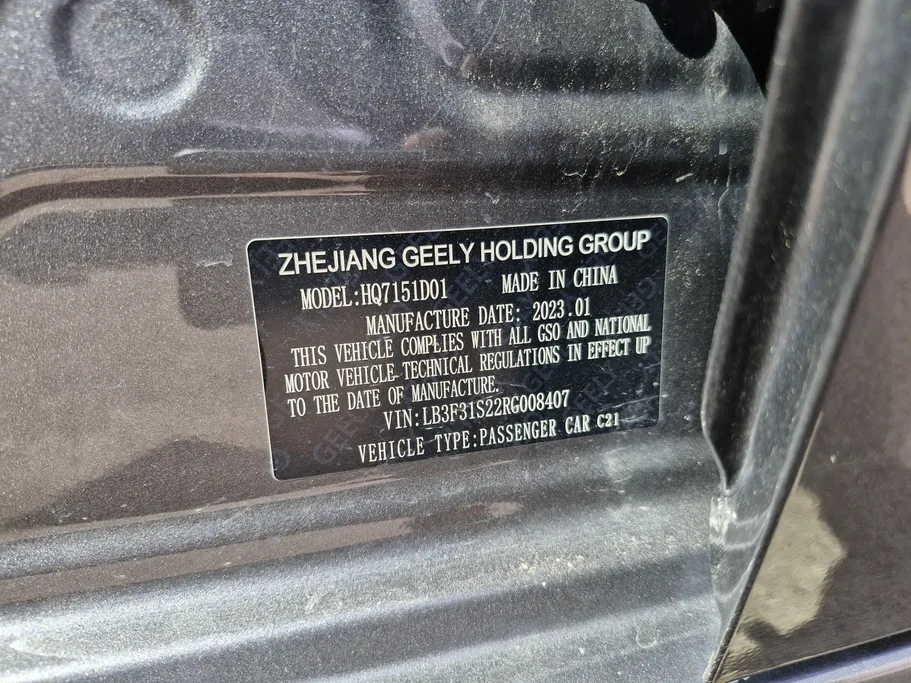 ZHEJIANG GEELY HOLDING GROUP
MODEL:HQ7151D01 MADE IN CHINA
MANUFACTURE DATE: 2023.01
THIS VEHICLE COMPLIES WITH ALL GSO AND NATIONAL
MOTOR VEHICLE TECHNICAL REGULATIONS IN EFFECT UP
TO THE DATE OF MANUFACTURE.
VIN:LB3F31S22RG008407
VEHICLE TYPE:PASSENGER CAR C21